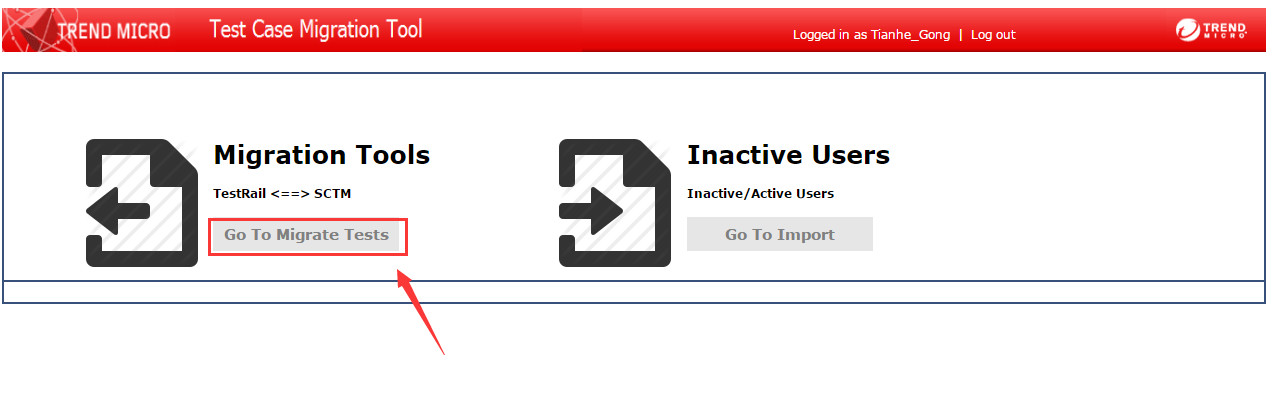 TREND MICRO Test Case Migration Tool
Logged in as Tianhe_Gong | Log out
TREND
MICRO
Migration Tools
TestRail <==> SCTM
Go To Migrate Tests
Inactive Users
Inactive/Active Users
Go To Import